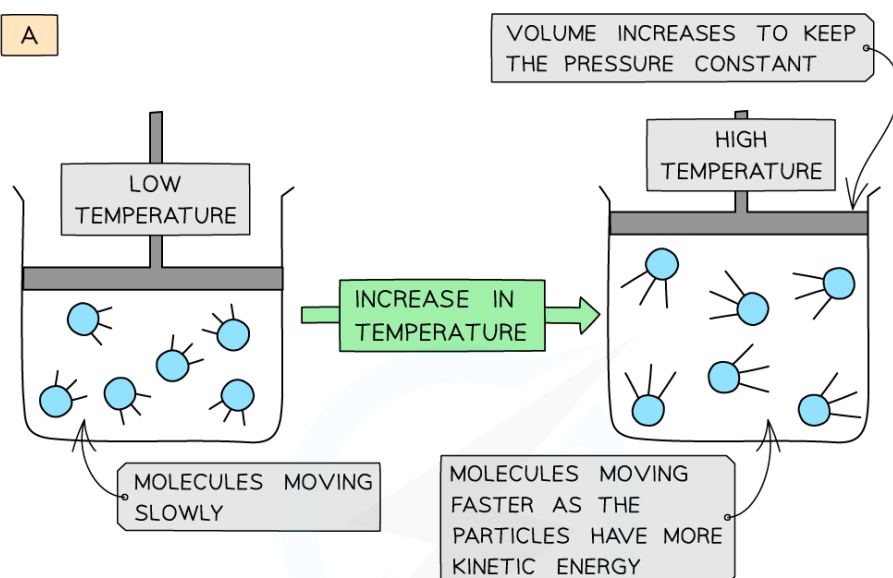 A
VOLUME INCREASES TO KEEP
THE PRESSURE CONSTANT
LOW
TEMPERATURE
HIGH
TEMPERATURE
INCREASE IN
TEMPERATURE
MOLECULES MOVING
SLOWLY
MOLECULES MOVING
FASTER AS THE
PARTICLES HAVE MORE
KINETIC ENERGY